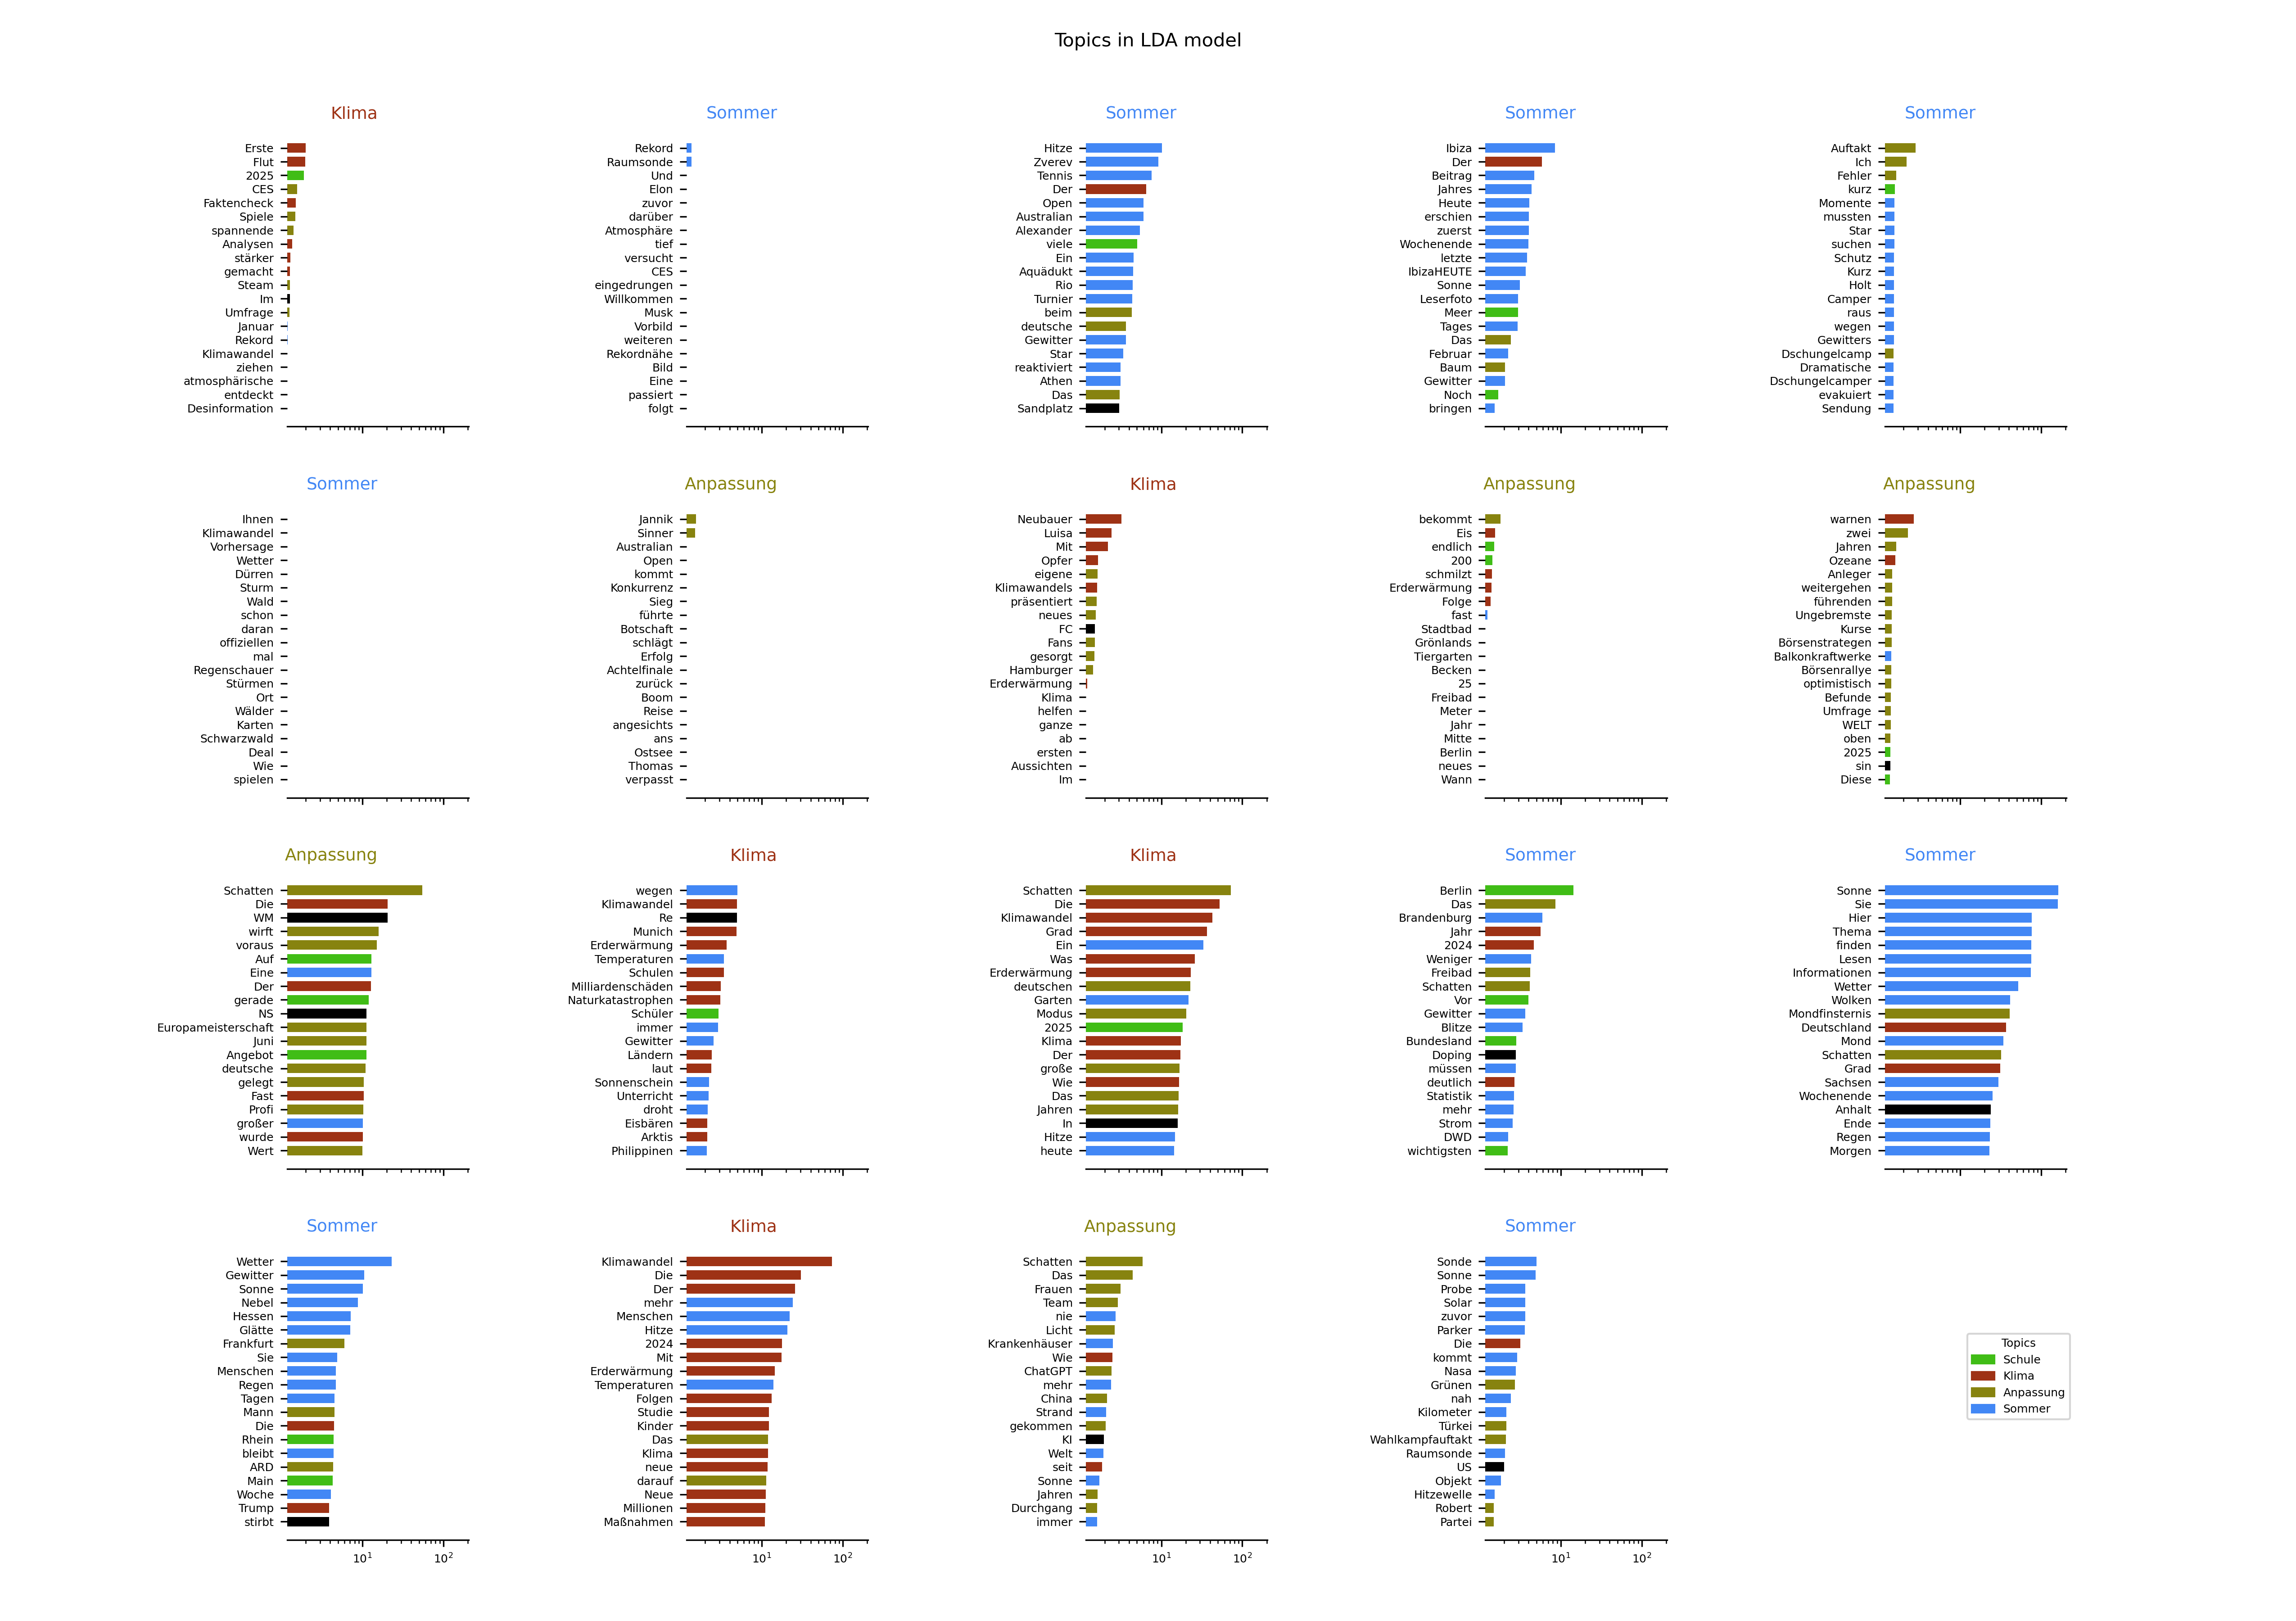 Topics in LDA model
Klima
Erste
Flut
2025
CES
Faktencheck
Spiele
spannende
Analysen
stärker
gemacht
Steam
Im
Umfrage
Januar
Rekord
Klimawandel
ziehen
atmosphärische
entdeckt
Desinformation
Sommer
Rekord
Raumsonde
Und
Elon
zuvor
darüber
Atmosphäre
tief
versucht
CES
eingedrungen
Willkommen
Musk
Vorbild
weiteren
Rekordnähe
Bild
Eine
passiert
folgt
Sommer
Hitze
Zverev
Tennis
Der
Open
Australian
Alexander
viele
Ein
Aquädukt
Rio
Turnier
beim
deutsche
Gewitter
Star
reaktiviert
Athen
Das
Sandplatz
Sommer
Ibiza
Der
Beitrag
Jahres
Heute
erschien
zuerst
Wochenende
letzte
IbizaHEUTE
Sonne
Leserfoto
Meer
Tages
Das
Februar
Baum
Gewitter
Noch
bringen
Sommer
Auftakt
Ich
Fehler
kurz
Momente
mussten
Star
suchen
Schutz
Kurz
Holt
Camper
raus
wegen
Gewitters
Dschungelcamp
Dramatische
Dschungelcamper
evakuiert
Sendung
Sommer
Ihnen
Klimawandel
Vorhersage
Wetter
Dürren
Sturm
Wald
schon
daran
offiziellen
mal
Regenschauer
Stürmen
Ort
Wälder
Karten
Schwarzwald
Deal
Wie
spielen
Anpassung
Jannik
Sinner
Australian
Open
kommt
Konkurrenz
Sieg
führte
Botschaft
schlägt
Erfolg
Achtelfinale
zurück
Boom
Reise
angesichts
ans
Ostsee
Thomas
verpasst
Klima
Neubauer
Luisa
Mit
Opfer
eigene
Klimawandels
präsentiert
neues
FC
Fans
gesorgt
Hamburger
Erderwärmung
Klima
helfen
ganze
ab
ersten
Aussichten
Im
Anpassung
bekommt
Eis
endlich
200
schmilzt
Erderwärmung
Folge
fast
Stadtbad
Grönlands
Tiergarten
Becken
25
Freibad
Meter
Jahr
Mitte
Berlin
neues
Wann
Anpassung
warnen
zwei
Jahren
Ozeane
Anleger
weitergehen
führenden
Ungebremste
Kurse
Börsenstrategen
Balkonkraftwerke
Börsenrallye
optimistisch
Befunde
Umfrage
WELT
oben
2025
sin
Diese
Anpassung
Schatten
Die
WM
wirft
voraus
Auf
Eine
Der
gerade
NS
Europameisterschaft
Juni
Angebot
deutsche
gelegt
Fast
Profi
großer
wurde
Wert
Klima
wegen
Klimawandel
Re
Munich
Erderwärmung
Temperaturen
Schulen
Milliardenschäden
Naturkatastrophen
Schüler
immer
Gewitter
Ländern
laut
Sonnenschein
Unterricht
droht
Eisbären
Arktis
Philippinen
Klima
Schatten
Die
Klimawandel
Grad
Ein
Was
Erderwärmung
deutschen
Garten
Modus
2025
Klima
Der
große
Wie
Das
Jahren
In
Hitze
heute
Sommer
Berlin
Das
Brandenburg
Jahr
2024
Weniger
Freibad
Schatten
Vor
Gewitter
Blitze
Bundesland
Doping
müssen
deutlich
Statistik
mehr
Strom
DWD
wichtigsten
Sommer
Sonne
Sie
Hier
Thema
finden
Lesen
Informationen
Wetter
Wolken
Mondfinsternis
Deutschland
Mond
Schatten
Grad
Sachsen
Wochenende
Anhalt
Ende
Regen
Morgen
Sommer
Wetter
Gewitter
Sonne
Nebel
Hessen
Glätte
Frankfurt
Sie
Menschen
Regen
Tagen
Mann
Die
Rhein
bleibt
ARD
Main
Woche
Trump
stirbt
10¹ 10²
Klima
Klimawandel
Die
Der
mehr
Menschen
Hitze
2024
Mit
Erderwärmung
Temperaturen
Folgen
Studie
Kinder
Das
Klima
neue
darauf
Neue
Millionen
Maßnahmen
10¹ 10²
Anpassung
Schatten
Das
Frauen
Team
nie
Licht
Krankenhäuser
Wie
ChatGPT
mehr
China
Strand
gekommen
KI
Welt
seit
Sonne
Jahren
Durchgang
immer
10¹ 10²
Sommer
Sonde
Sonne
Probe
Solar
zuvor
Parker
Die
kommt
Nasa
Grünen
nah
Kilometer
Türkei
Wahlkampfauftakt
Raumsonde
US
Objekt
Hitzewelle
Robert
Partei
10¹ 10²
Topics
Schule
Klima
Anpassung
Sommer